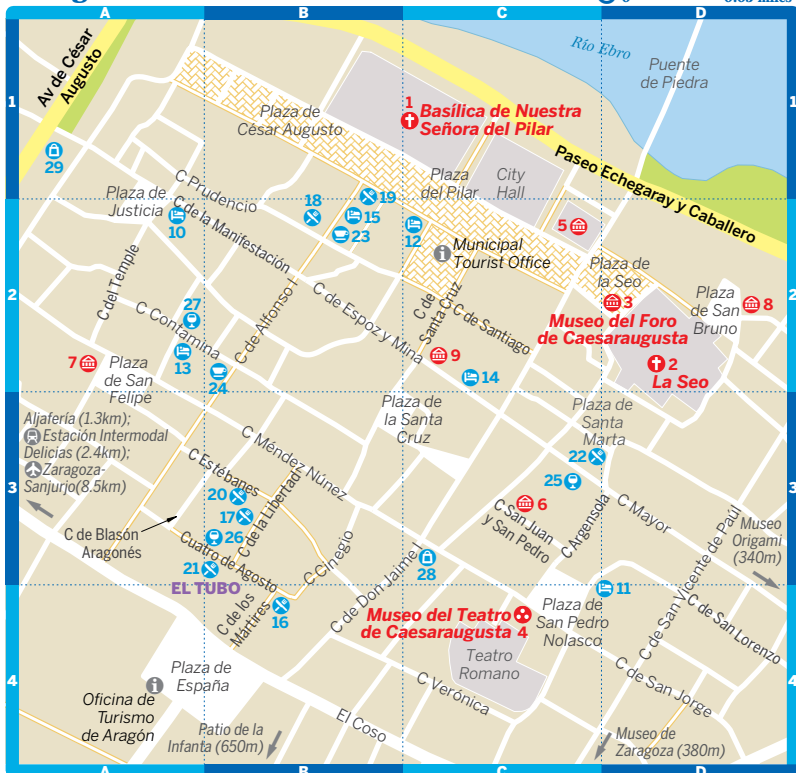 A
B
C
D
1
2
3
4
Av de César
Augusto
Plaza de
César Augusto
1
Basílica de Nuestra
Señora del Pilar
Río Ebro
Puente
de Piedra
Paseo Echegaray y Caballero
29
C Prudencio
Plaza
del Pilar
City
Hall
Plaza de
Justicia
10
C de la Manifestación
18
19
15
23
12
Municipal
Tourist Office
5
Plaza de
la Seo
3
Museo del Foro
de Caesaraugusta
Plaza
de San
Bruno
8
2
La Seo
C del Temple
C Contamina
27
C de Alfonso I
C de Espoz y Mina
C de
Santa Cruz
C de Santiago
7
Plaza
de San
Felipe
13
24
9
14
Aljafería (1.3km);
Estación Intermodal
Delicias (2.4km);
Zaragoza-
Sanjurjo(8.5km)
C Méndez Núñez
Plaza de
la Santa
Cruz
Plaza de
Santa
Marta
22
25
C Estébanes
20
17
26
C de la Libertad
6
C San Juan
y San Pedro
C Argensola
C Mayor
C de Blasón
Aragonés
Cuatro de Agosto
21
EL TUBO
C Cinegio
C de Don Jaime I
28
Museo
Origami
(340m)
C de San Vicente de Paúl
11
C de los
Mártires
16
Museo del Teatro
de Caesaraugusta 4
Plaza de
San Pedro
Nolasco
C de San Lorenzo
Teatro
Romano
Plaza de
España
Oficina de
Turismo
de Aragón
C Verónica
C de San Jorge
El Coso
Patio de la
Infanta (650m)
Museo de
Zaragoza (380m)
A
B
C
D
1
2
3
4